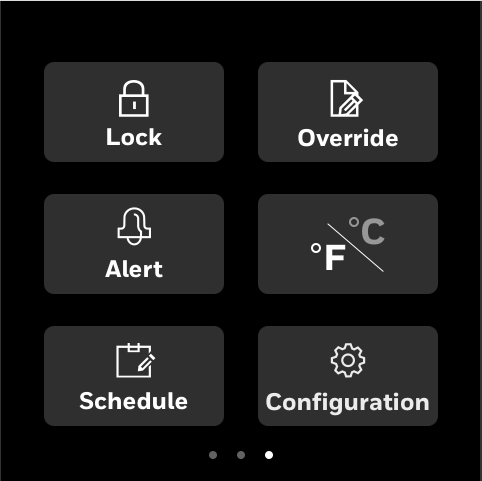 Lock
Override
Alert
°C
°F
Schedule
Configuration